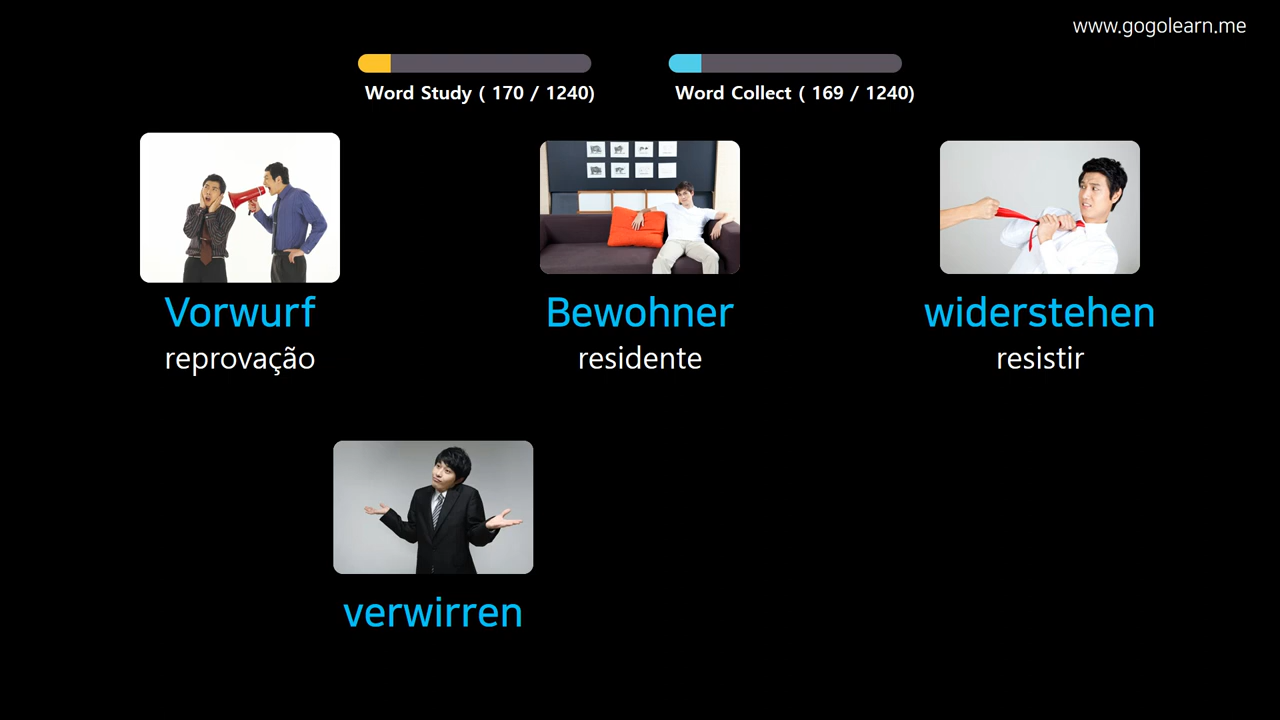 www.gogolearn.me
Word Study ( 170 / 1240)
Word Collect ( 169 / 1240)
Vorwurf
reprovação
Bewohner
residente
widerstehen
resistir
verwirren